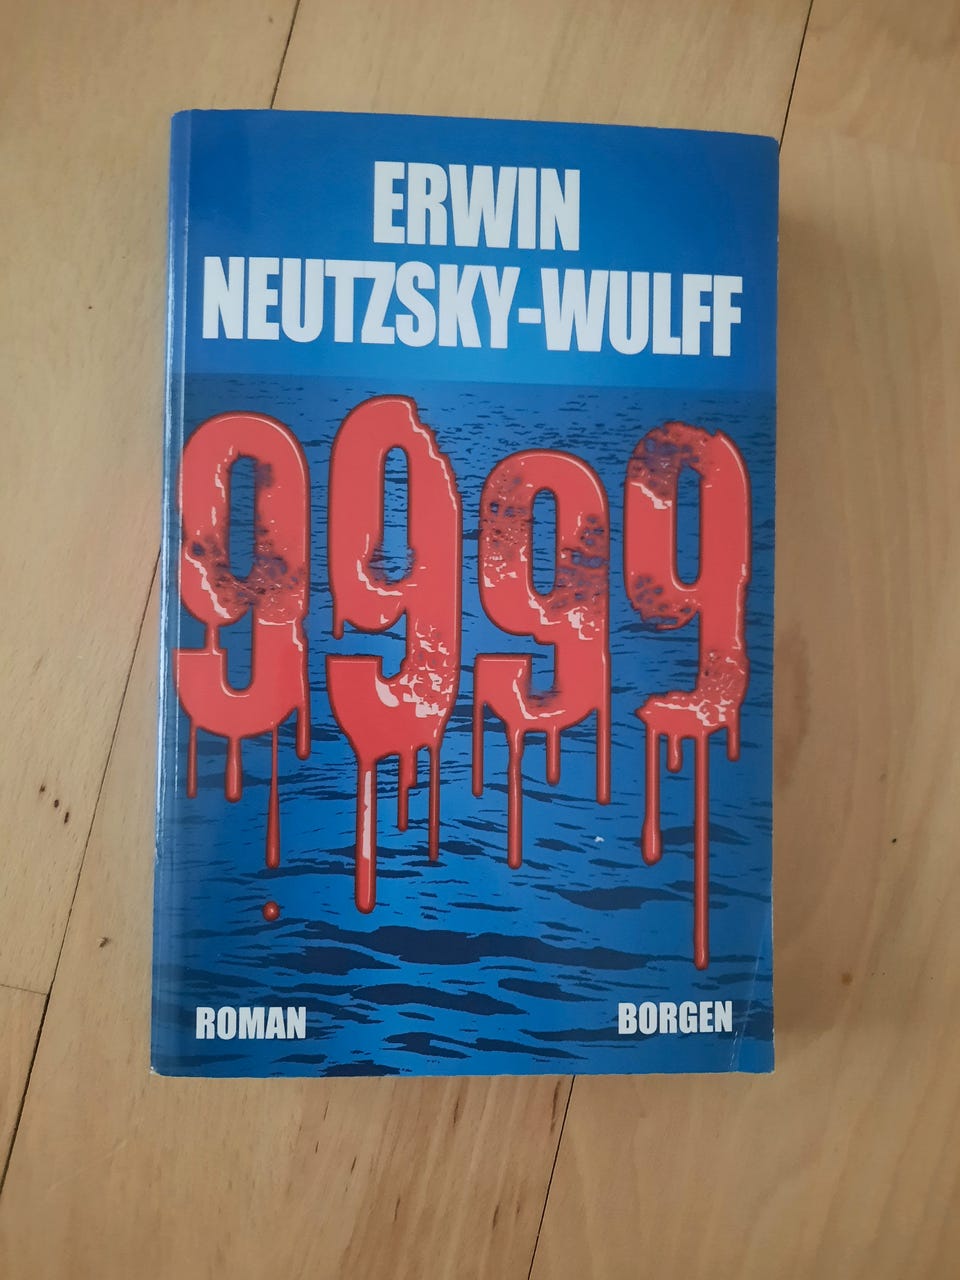 ERWIN
NEUTZSKY-WULFF
9999
ROMAN
BORGEN